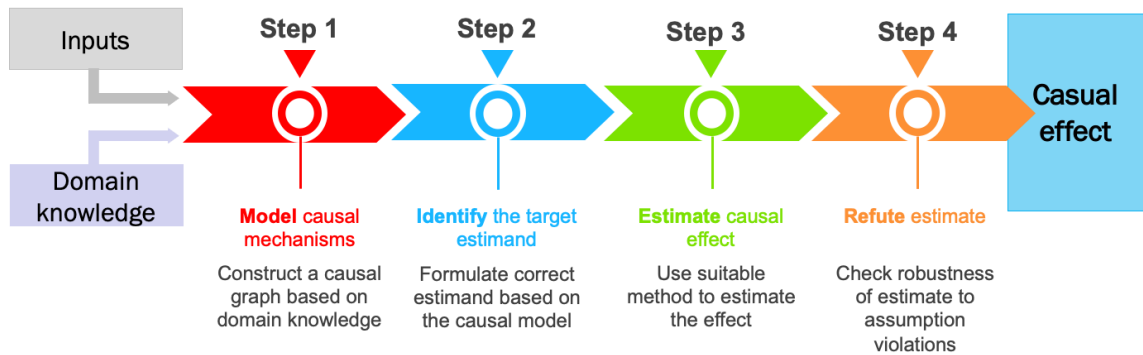 Inputs
Domain
knowledge
Step 1
Step 2
Step 3
Step 4
Casual
effect
Model causal
mechanisms
Construct a causal
graph based on
domain knowledge
Identify the target
estimand
Formulate correct
estimand based on
the causal model
Estimate causal
effect
Use suitable
method to estimate
the effect
Refute estimate
Check robustness
of estimate to
assumption
violations